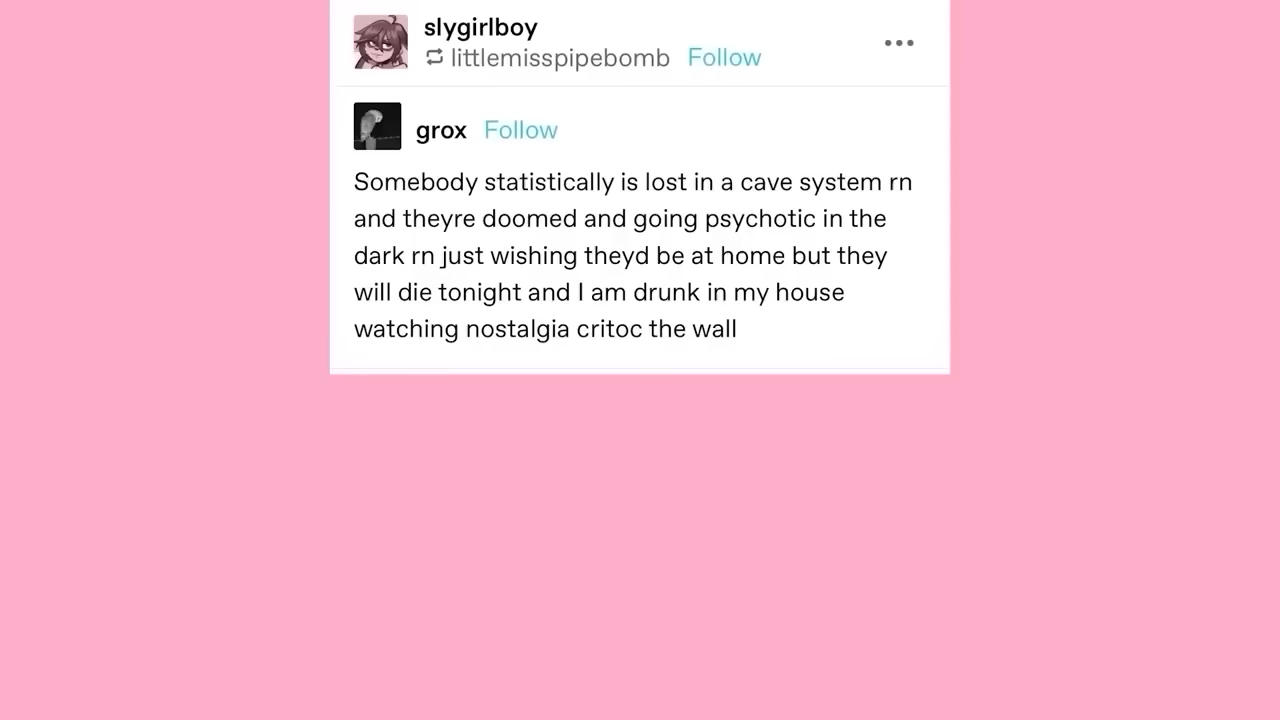 slygirlboy
littlemisspipebomb Follow
grox Follow
Somebody statistically is lost in a cave system rn
and theyre doomed and going psychotic in the
dark rn just wishing theyd be at home but they
will die tonight and I am drunk in my house
watching nostalgia critoc the wall